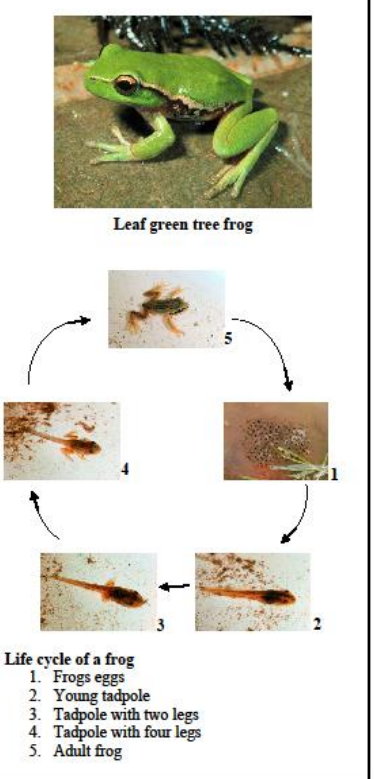 Leaf green tree frog
5
1
4
3
2
Life cycle of a frog
1. Frogs eggs
2. Young tadpole
3. Tadpole with two legs
4. Tadpole with four legs
5. Adult frog